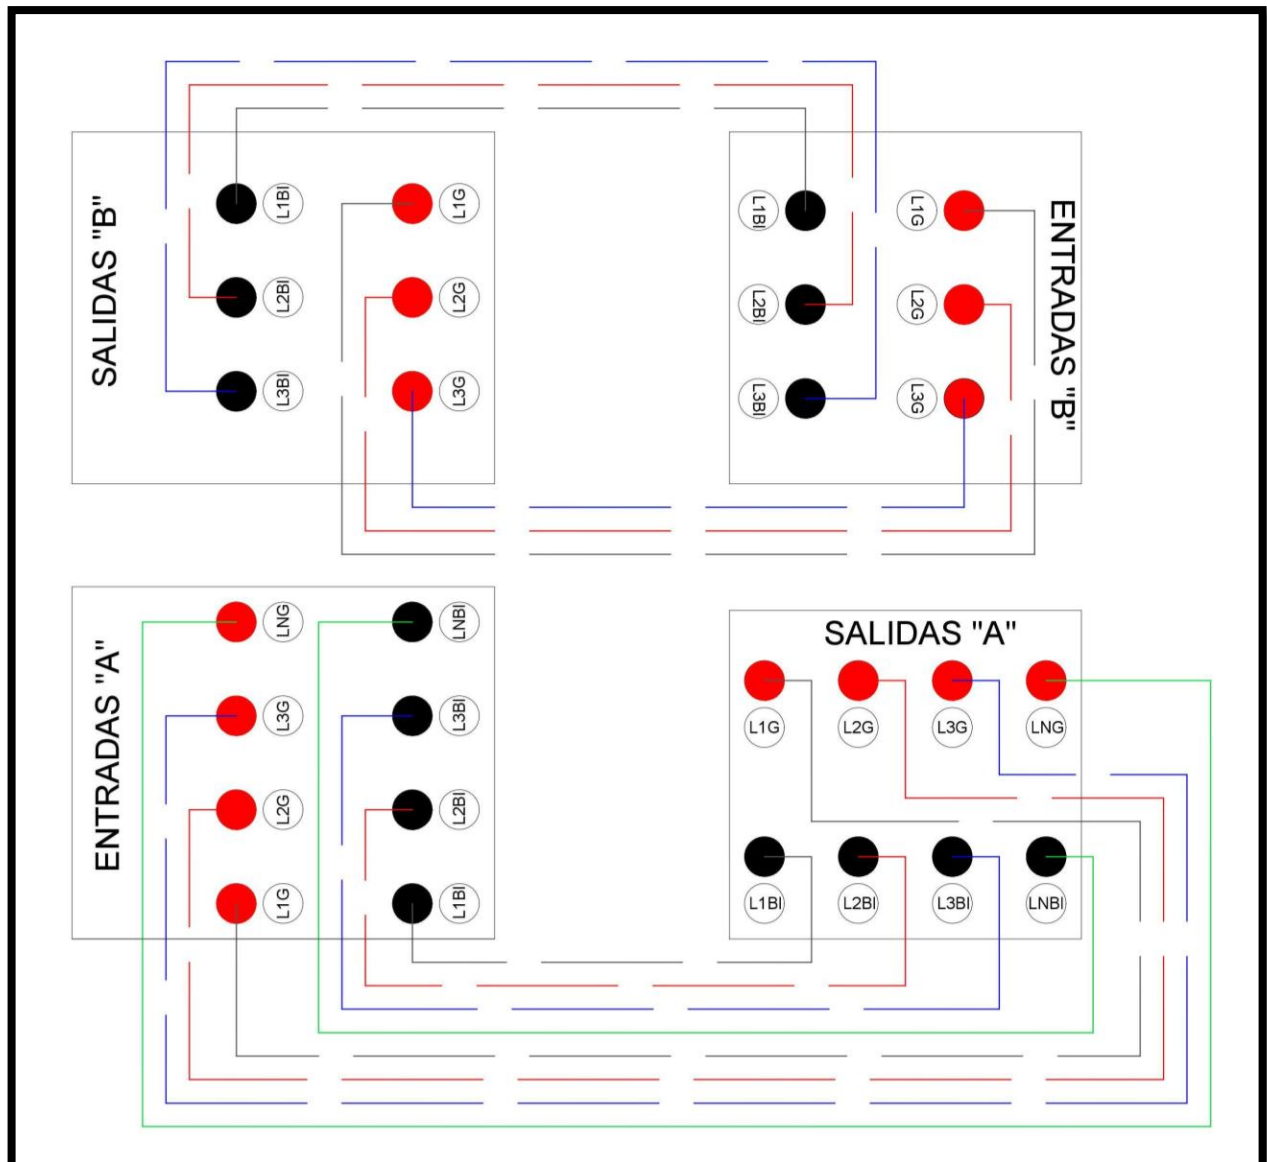 SALIDAS "B"
L1BI
L1G
L2BI
L2G
L3BI
L3G
ENTRADAS "B"
L1BI
L1G
L2BI
L2G
L3BI
L3G
ENTRADAS "A"
LNG
LNBI
L3G
L3BI
L2G
L2BI
L1G
L1BI
SALIDAS "A"
L1G
L2G
L3G
LNG
L1BI
L2BI
L3BI
LNBI